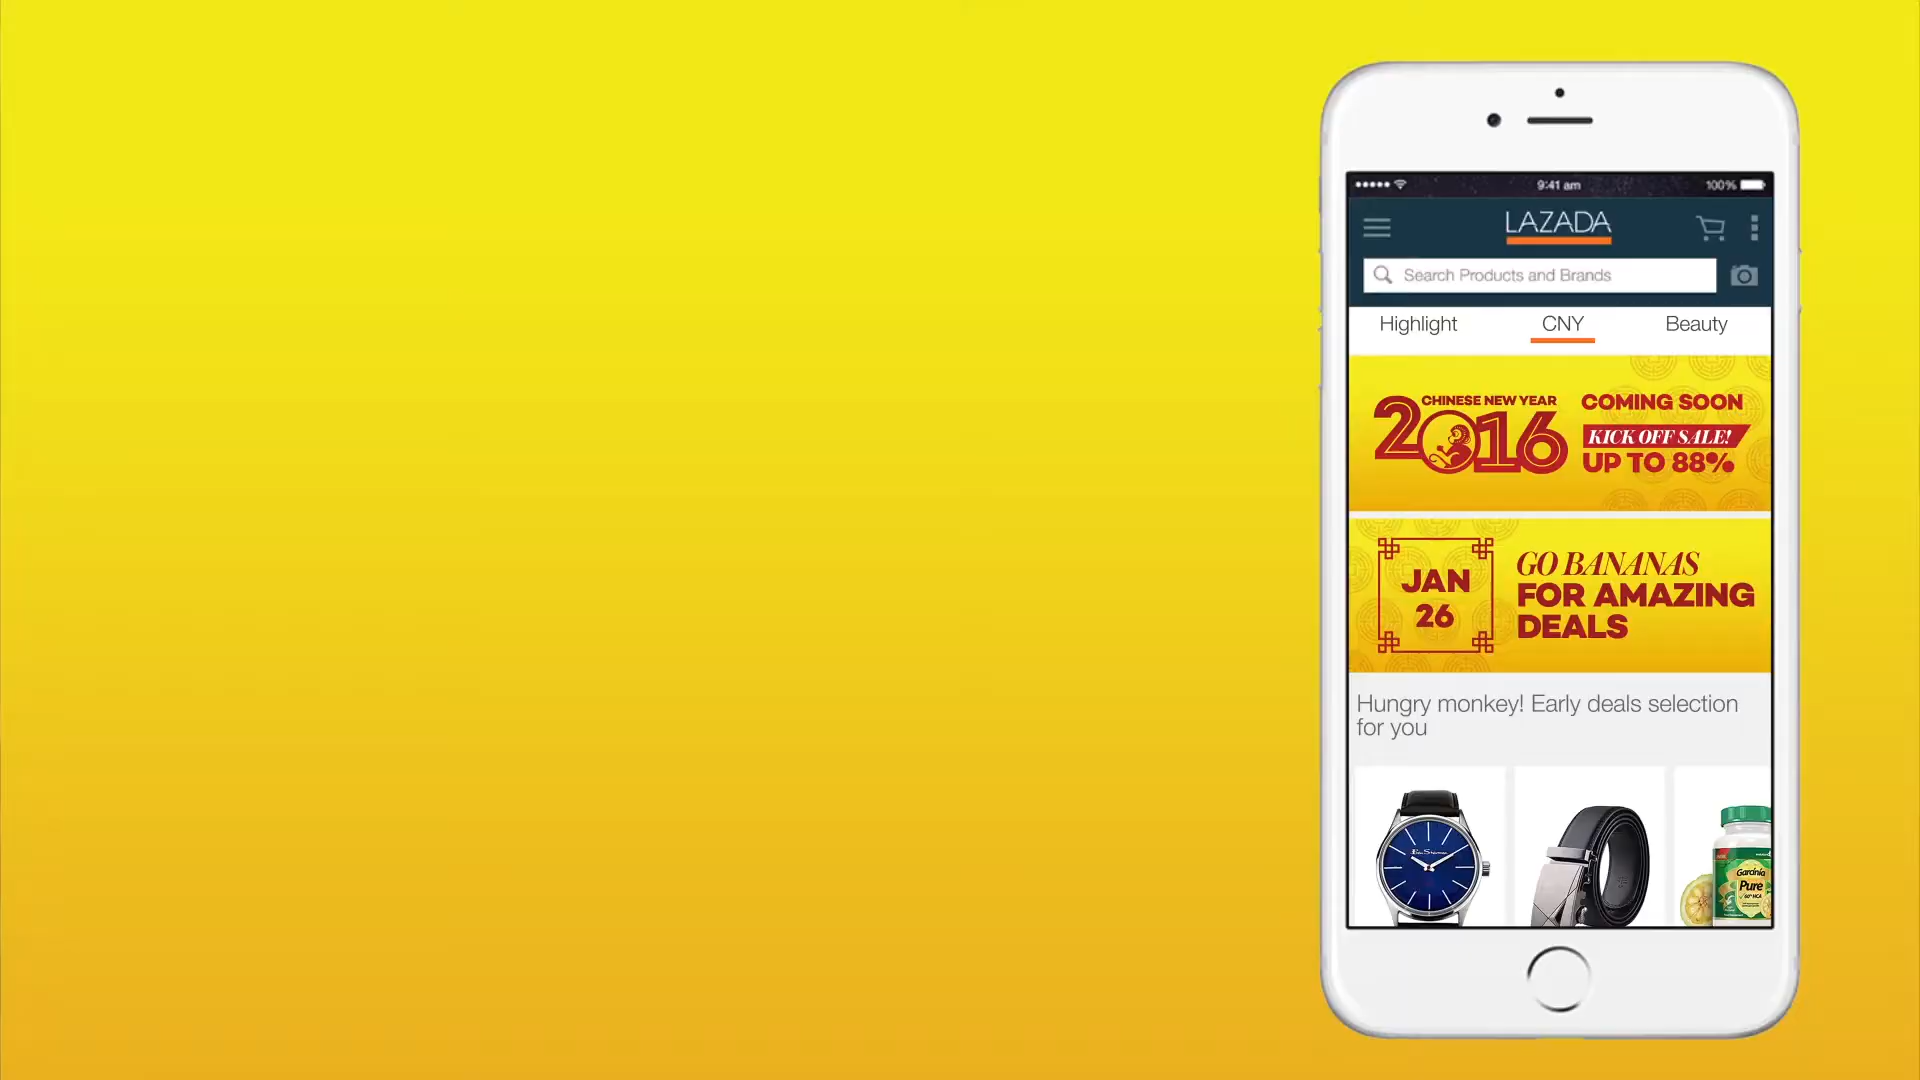 9:41 am
100%
LAZADA
Search Products and Brands
Highlight
CNY
Beauty
CHINESE NEW YEAR
2016
COMING SOON
KICK OFF SALE!
UP TO 88%
JAN
26
GO BANANAS
FOR AMAZING
DEALS
Hungry monkey! Early deals selection
for you
Ben Sherman
Garcinia
Pure